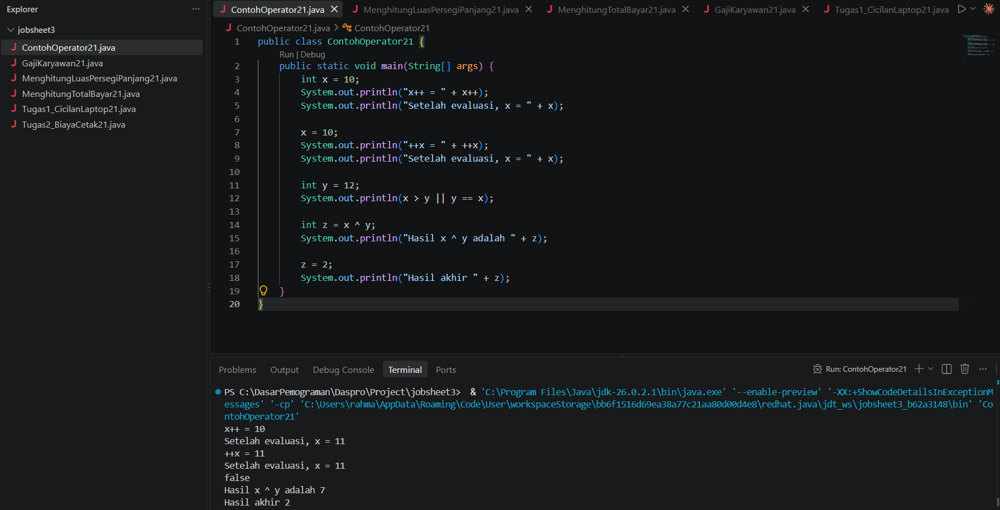 Explorer ···
jobsheet3
J ContohOperator21.java
J GajiKaryawan21.java
J MenghitungLuasPersegiPanjang21.java
J MenghitungTotalBayar21.java
J Tugas1_CicilanLaptop21.java
J Tugas2_BiayaCetak21.java
J ContohOperator21.java J MenghitungLuasPersegiPanjang21.java J MenghitungTotalBayar21.java J GajiKaryawan21.java J Tugas1_CicilanLaptop21.java
J ContohOperator21.java > ContohOperator21
1 public class ContohOperator21 {
Run | Debug
2 public static void main(String[] args) {
3 int x = 10;
4 System.out.println("x++ = " + x++);
5 System.out.println("Setelah evaluasi, x = " + x);
6
7 x = 10;
8 System.out.println("++x = " + ++x);
9 System.out.println("Setelah evaluasi, x = " + x);
10
11 int y = 12;
12 System.out.println(x > y || y == x);
13
14 int z = x ^ y;
15 System.out.println("Hasil x ^ y adalah " + z);
16
17 z = 2;
18 System.out.println("Hasil akhir " + z);
19 }
20 }
Problems Output Debug Console Terminal Ports Run: ContohOperator21
PS C:\DasarPemograman\Daspro\Project\jobsheet3> & 'C:\Program Files\Java\jdk-26.0.2.1\bin\java.exe' '--enable-preview' '-XX:+ShowCodeDetailsInExceptionM
essages' '-cp' 'C:\Users\rahma\AppData\Roaming\Code\User\workspaceStorage\bb6f1516d69ea38a77c21aa80d00d4e8\redhat.java\jdt_ws\jobsheet3_b62a3148\bin' 'Co
ntohOperator21'
x++ = 10
Setelah evaluasi, x = 11
++x = 11
Setelah evaluasi, x = 11
false
Hasil x ^ y adalah 7
Hasil akhir 2